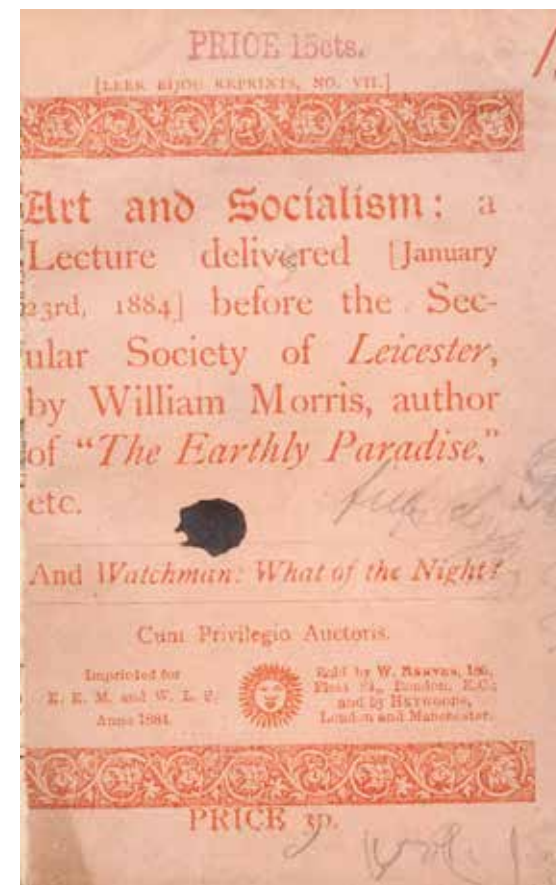 PRICE 15cts.
[LEEK BIJOU REPRINTS, NO. VII.]
Art and Socialism: a
Lecture delivered [January
23rd, 1884] before the Sec-
ular Society of Leicester,
by William Morris, author
of "The Earthly Paradise,"
etc.
And Watchman: What of the Night?
Cum Privilegio Auctoris.
Imprinted for
E. E. M. and W. L. S.
Anno 1884.
Sold by W. REEVES, 185,
Fleet St., London, E.C.;
and by HEYWOODS,
London and Manchester.
PRICE 3D.